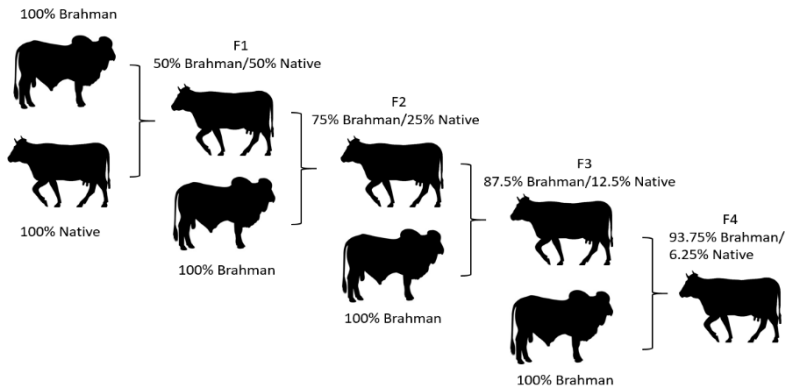 100% Brahman
100% Native
F1
50% Brahman/50% Native
100% Brahman
F2
75% Brahman/25% Native
100% Brahman
F3
87.5% Brahman/12.5% Native
100% Brahman
F4
93.75% Brahman/
6.25% Native